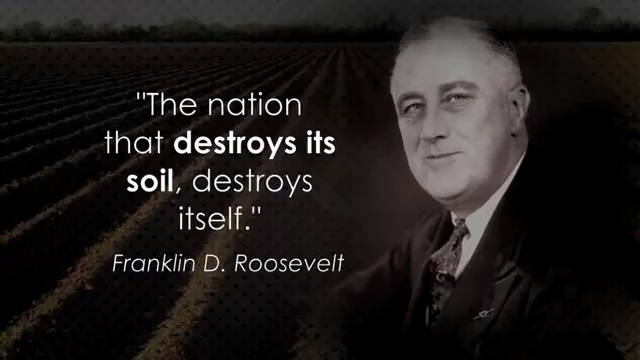 "The nation
that destroys its
soil, destroys
itself."
Franklin D. Roosevelt